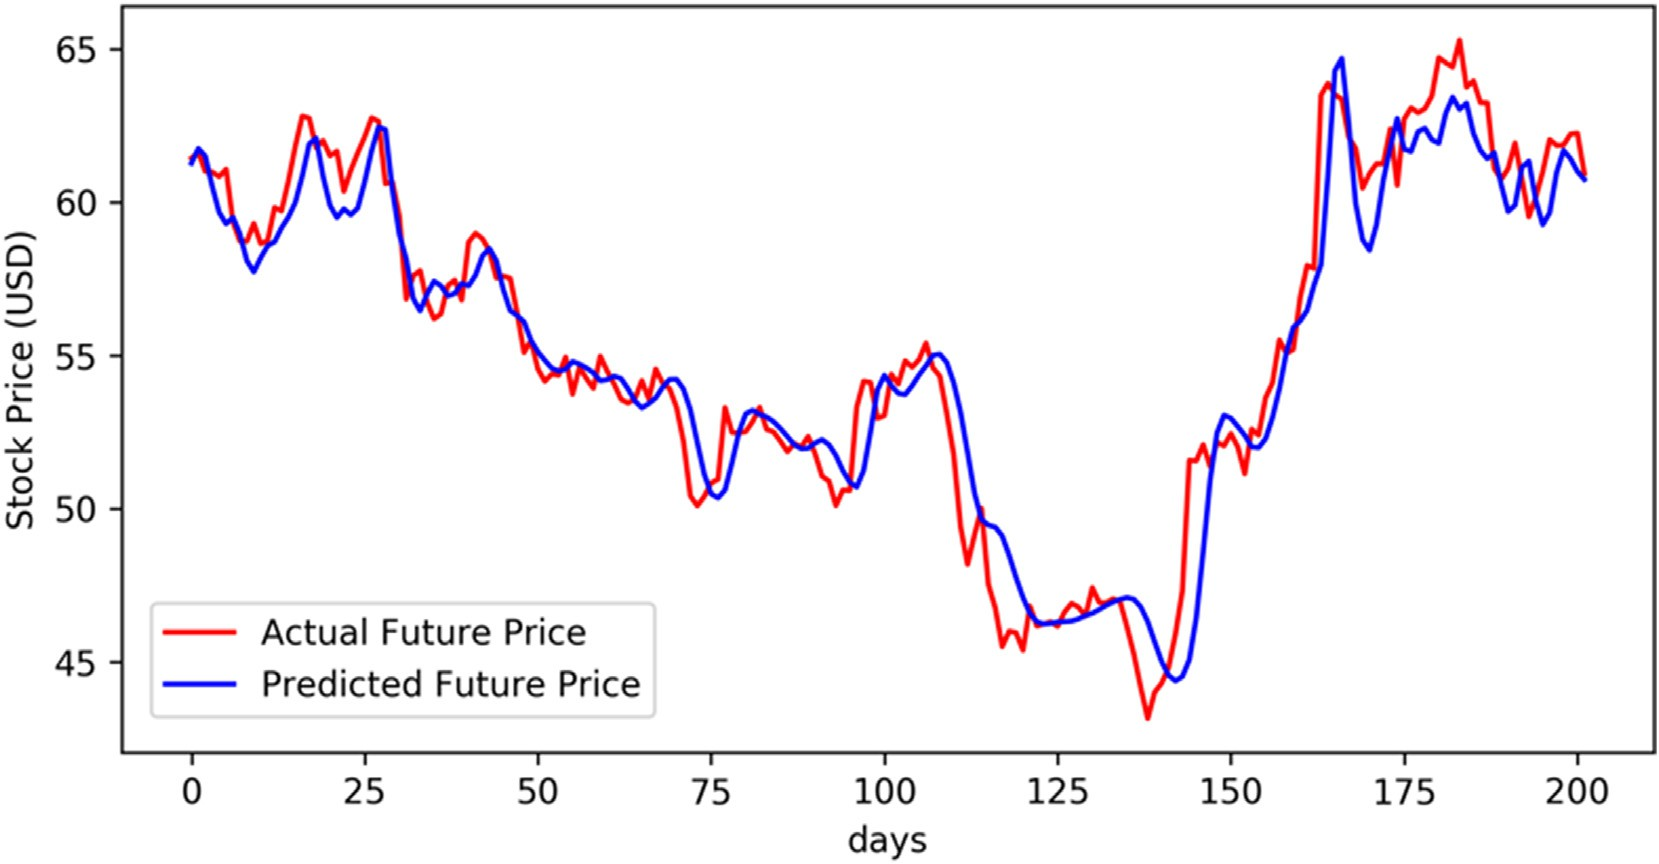 Stock Price (USD)
65
60
55
50
45
Actual Future Price
Predicted Future Price
0 25 50 75 100 125 150 175 200
days